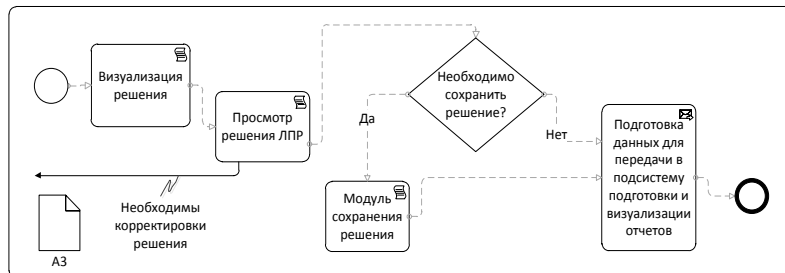 Визуализация
решения
Просмотр
решения ЛПР
Необходимы
корректировки
решения
А3
Необходимо
сохранить
решение?
Да
Нет
Модуль
сохранения
решения
Подготовка
данных для
передачи в
подсистему
подготовки и
визуализации
отчетов